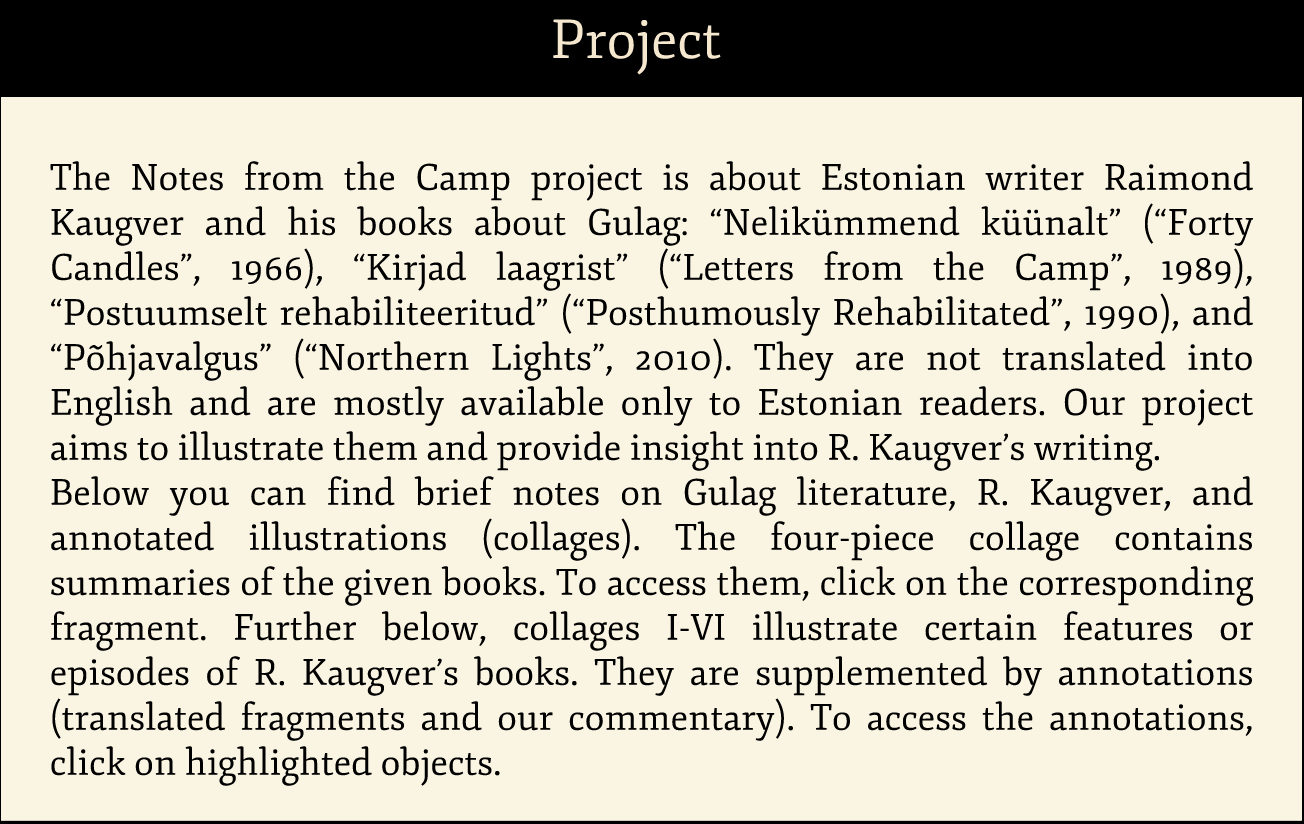 Project
The Notes from the Camp project is about Estonian writer Raimond
Kaugver and his books about Gulag: “Nelikümmend küünalt” (“Forty
Candles”, 1966), “Kirjad laagrist” (“Letters from the Camp”, 1989),
“Postuumselt rehabiliteeritud” (“Posthumously Rehabilitated”, 1990), and
“Põhjavalgus” (“Northern Lights”, 2010). They are not translated into
English and are mostly available only to Estonian readers. Our project
aims to illustrate them and provide insight into R. Kaugver’s writing.
Below you can find brief notes on Gulag literature, R. Kaugver, and
annotated illustrations (collages). The four-piece collage contains
summaries of the given books. To access them, click on the corresponding
fragment. Further below, collages I-VI illustrate certain features or
episodes of R. Kaugver’s books. They are supplemented by annotations
(translated fragments and our commentary). To access the annotations,
click on highlighted objects.